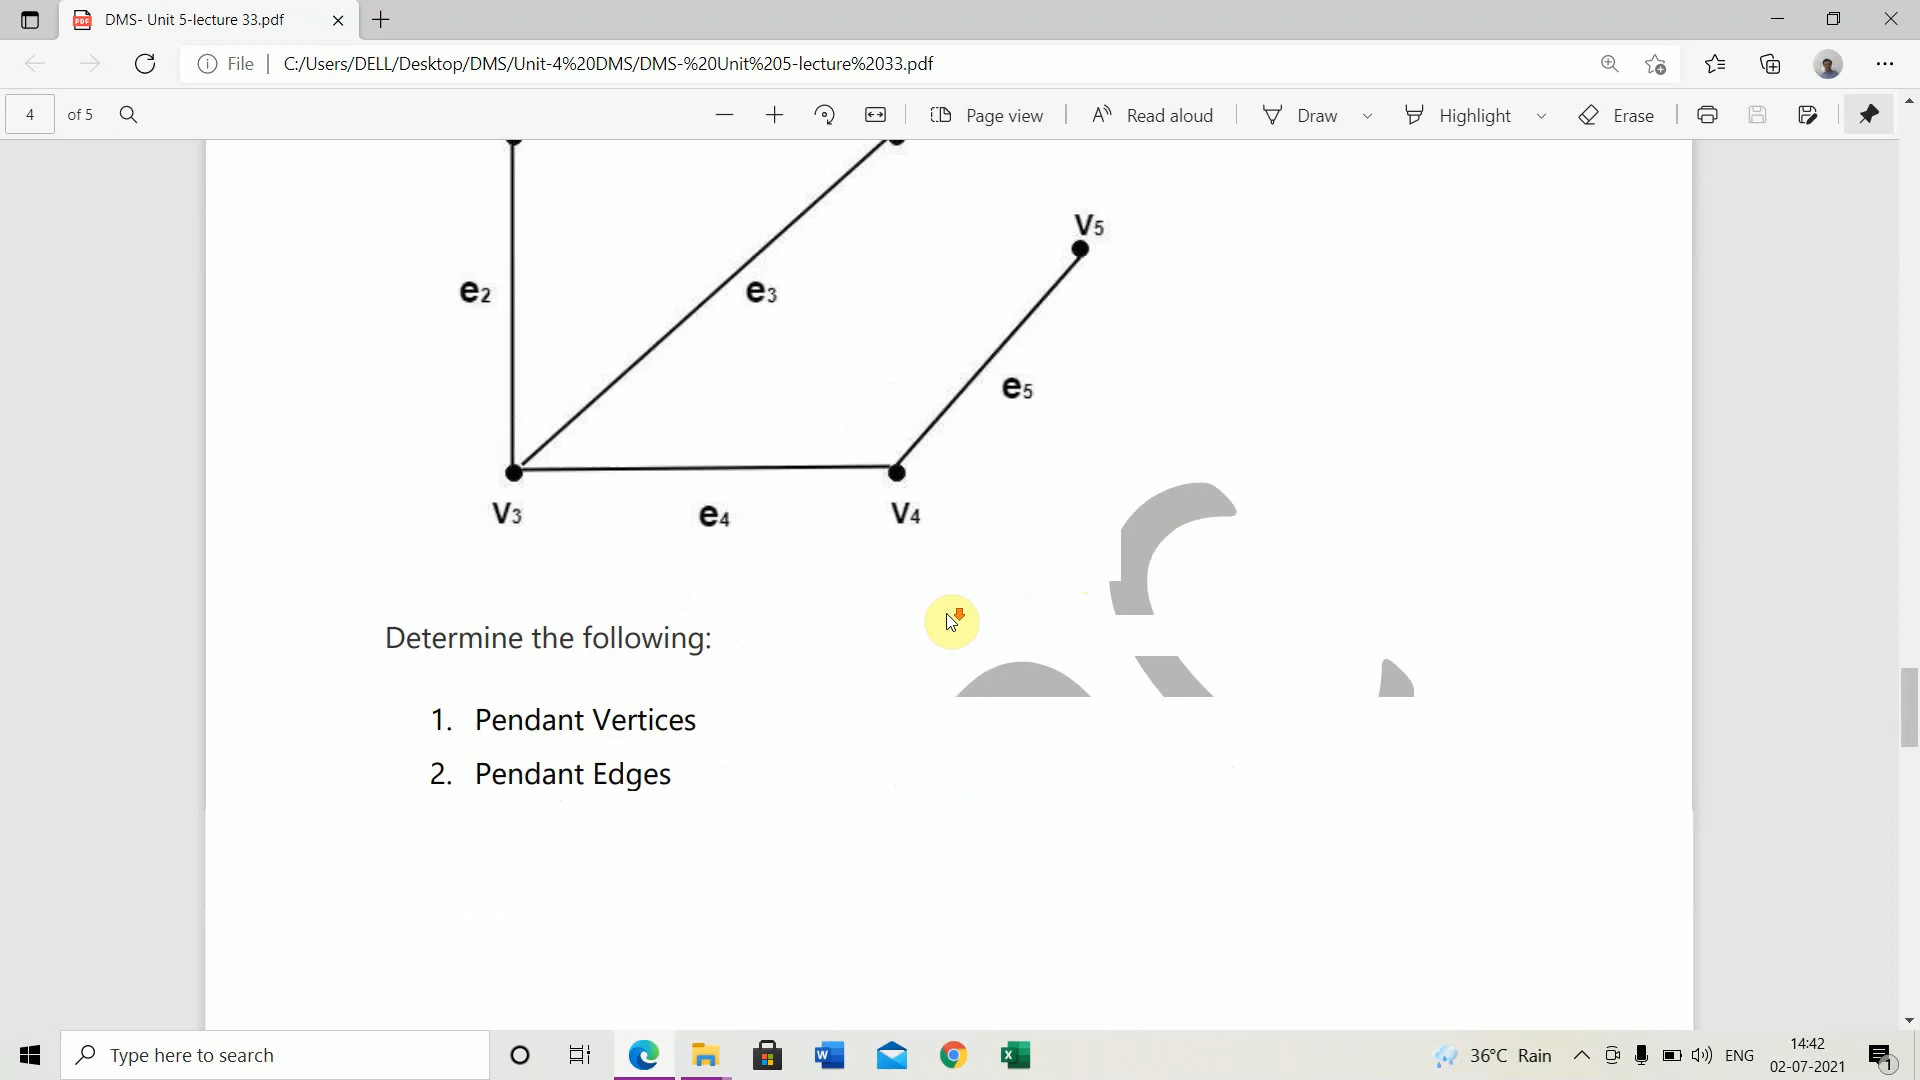 DMS- Unit 5-lecture 33.pdf
File
C:/Users/DELL/Desktop/DMS/Unit-4%20DMS/DMS-%20Unit%205-lecture%2033.pdf
4 of 5
Page view
Read aloud
Draw
Highlight
Erase
V5
e2
e3
e5
V3
e4
V4
Determine the following:
1. Pendant Vertices
2. Pendant Edges
Type here to search
36°C Rain
ENG
14:42
02-07-2021
1